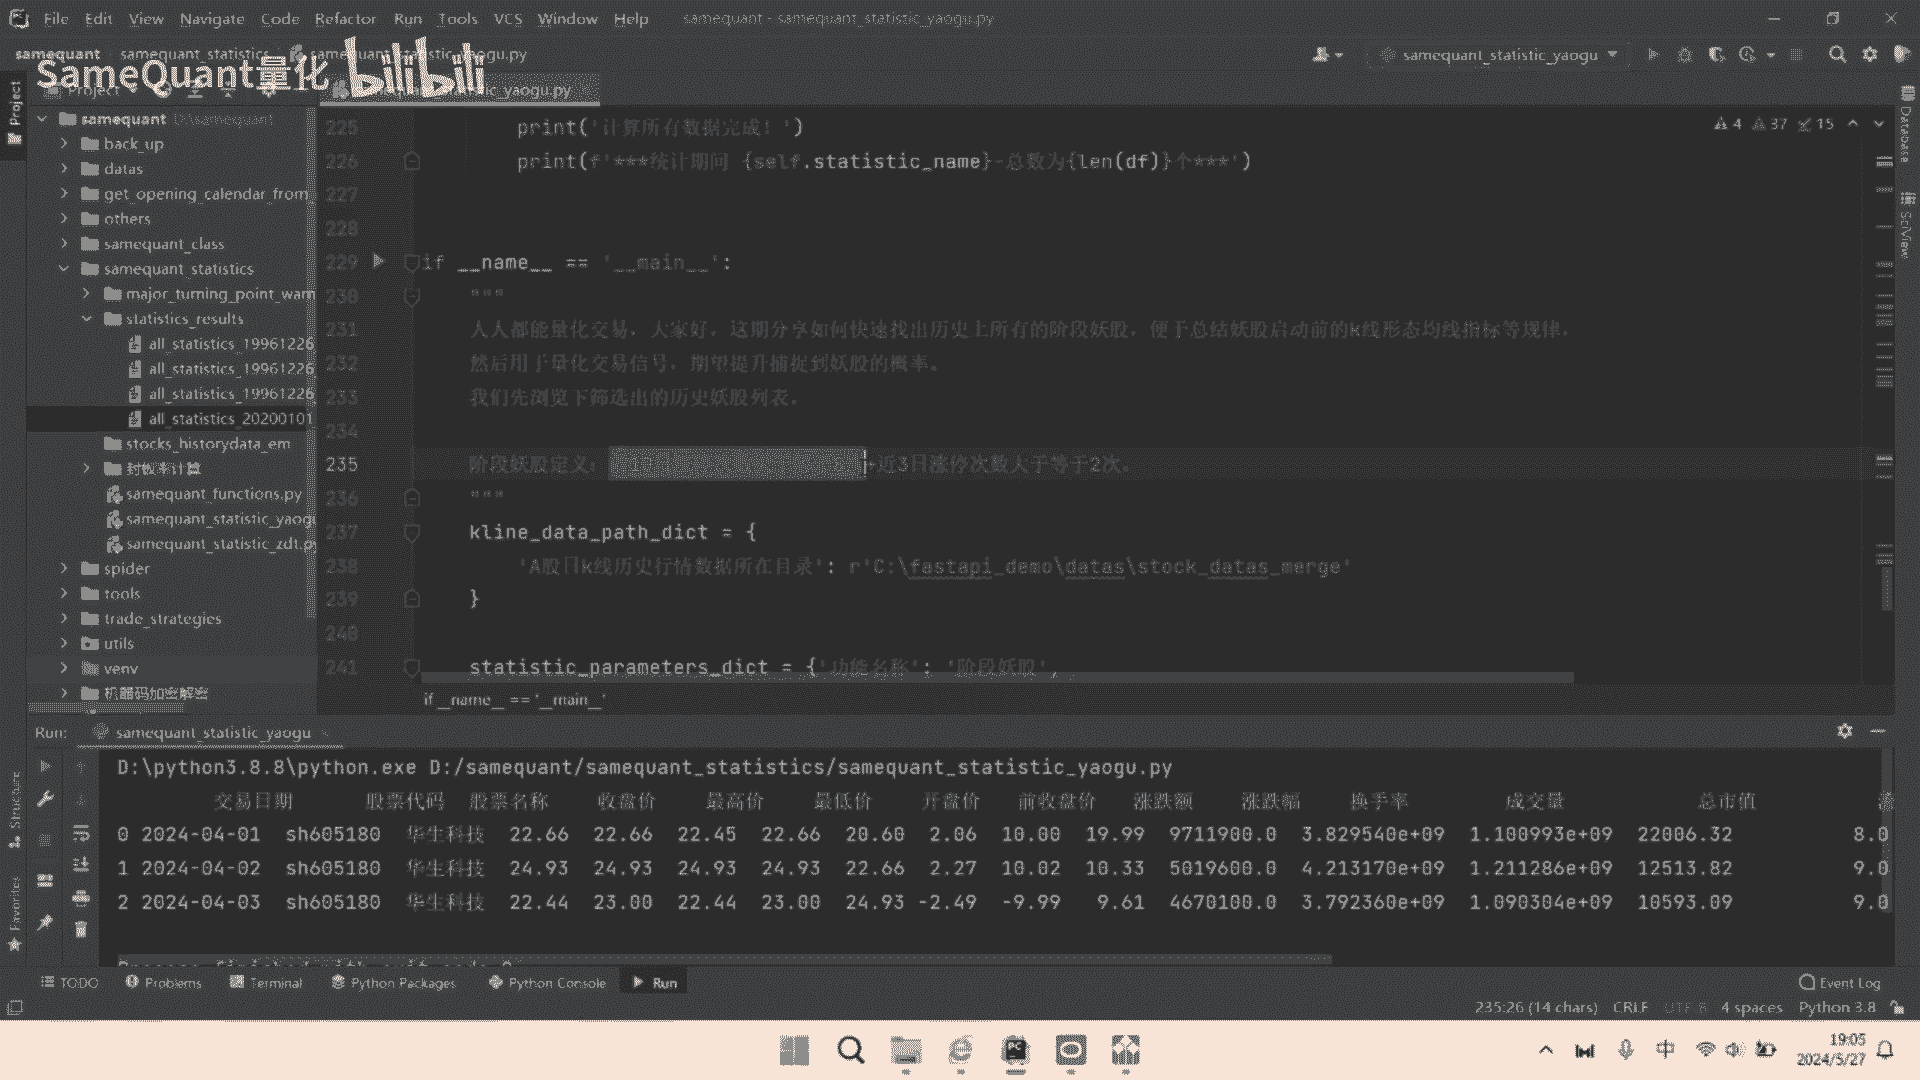 File Edit View Navigate Code Refactor Run Tools VCS Window Help samequant - samequant_statistic_yaogu.py
samequant samequant_statistics samequant_statistic_yaogu.py samequant_statistic_yaogu
SameQuant量化 bilibili
Project
samequant D:\samequant
back_up
datas
get_opening_calendar_from
others
samequant_class
samequant_statistics
major_turning_point_warn
statistics_results
all_statistics_19961226
all_statistics_19961226
all_statistics_19961226
all_statistics_20200101
stocks_historydata_em
封板率计算
samequant_functions.py
samequant_statistic_yaogu
samequant_statistic_zdt.p
spider
tools
trade_strategies
utils
venv
机器码加密解密
4 37 15
Database
SciView
225 print('计算所有数据完成！')
226 print(f'***统计期间 {self.statistic_name}-总数为{len(df)}个***')
227
228
229 if __name__ == '__main__':
230 """
231 人人都能量化交易，大家好，这期分享如何快速找出历史上所有的阶段妖股，便于总结妖股启动前的k线形态均线指标等规律，
232 然后用于量化交易信号，期望提升捕捉到妖股的概率。
233 我们先浏览下筛选出的历史妖股列表。
234
235 阶段妖股定义： +近3日涨停次数大于等于2次。
236 """
237 kline_data_path_dict = {
238 'A股日k线历史行情数据所在目录': r'C:\fastapi_demo\datas\stock_datas_merge'
239 }
240
241 statistic_parameters_dict = {'功能名称': '阶段妖股',
if __name__ == '__main__'
Run: samequant_statistic_yaogu
D:\python3.8.8\python.exe D:/samequant/samequant_statistics/samequant_statistic_yaogu.py
交易日期 股票代码 股票名称 收盘价 最高价 最低价 开盘价 前收盘价 涨跌额 涨跌幅 换手率 成交量 总市值
0 2024-04-01 sh605180 华生科技 22.66 22.66 22.45 22.66 20.60 2.06 10.00 19.99 9711900.0 3.829540e+09 1.100993e+09 22006.32 8.0
1 2024-04-02 sh605180 华生科技 24.93 24.93 24.93 24.93 22.66 2.27 10.02 10.33 5019600.0 4.213170e+09 1.211286e+09 12513.82 9.0
2 2024-04-03 sh605180 华生科技 22.44 23.00 22.44 23.00 24.93 -2.49 -9.99 9.61 4670100.0 3.792360e+09 1.090304e+09 10593.09 9.0
Structure
Favorites
TODO Problems Terminal Python Packages Python Console Run Event Log
235:26 (14 chars) CRLF UTF-8 4 spaces Python 3.8
中 19:05
2024/5/27